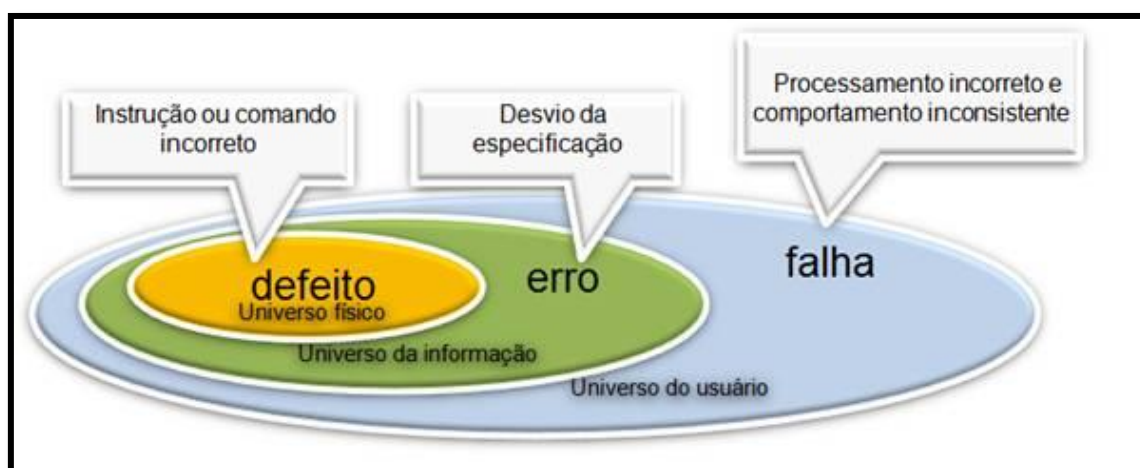 Instrução ou comando
incorreto
Desvio da
especificação
Processamento incorreto e
comportamento inconsistente
defeito
Universo físico
erro
Universo da informação
falha
Universo do usuário